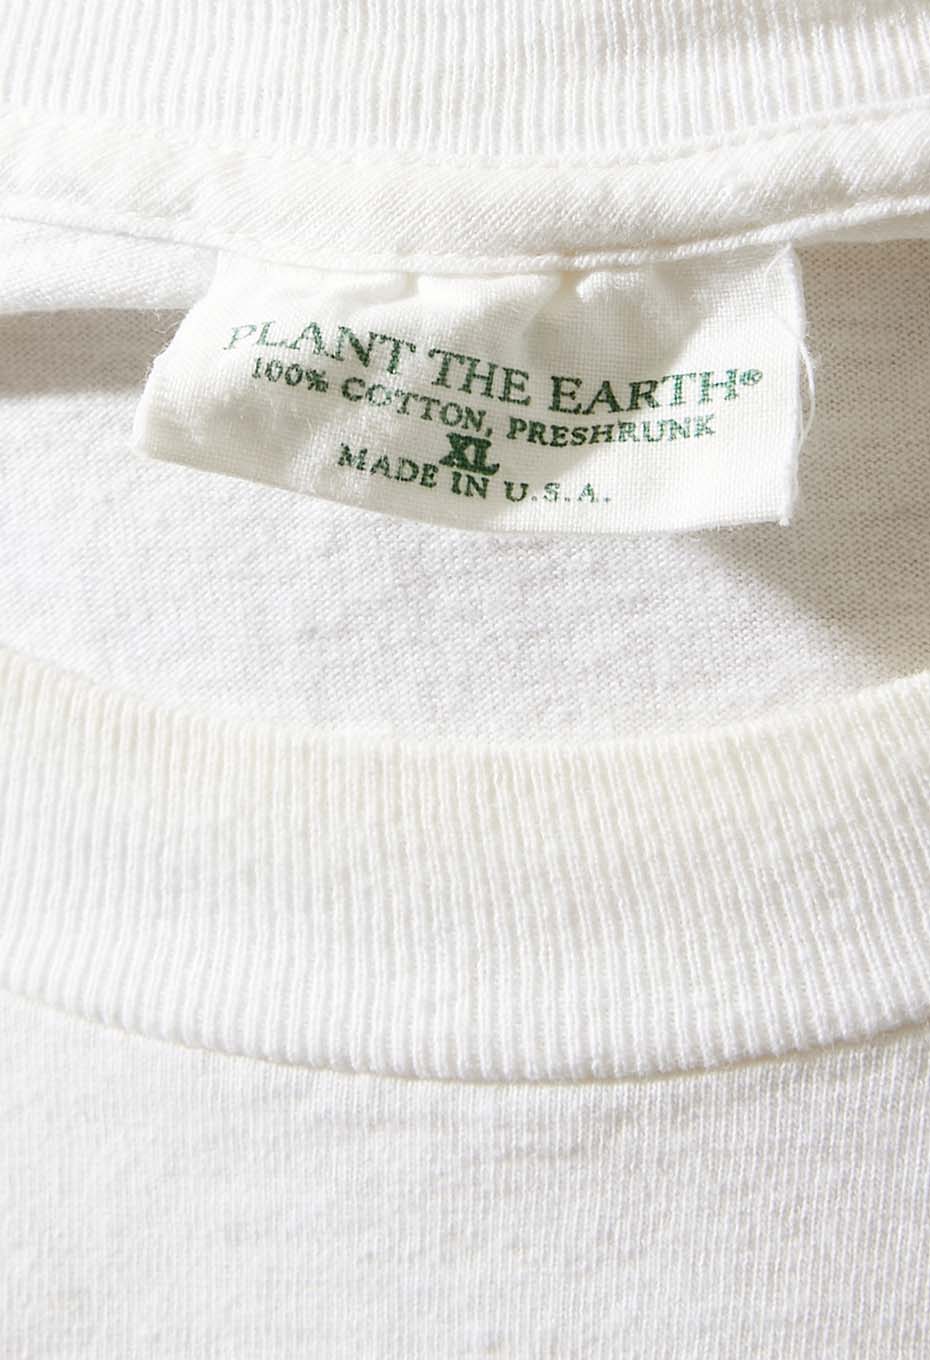 PLANT THE EARTH®
100% COTTON, PRESHRUNK
XL
MADE IN U.S.A.